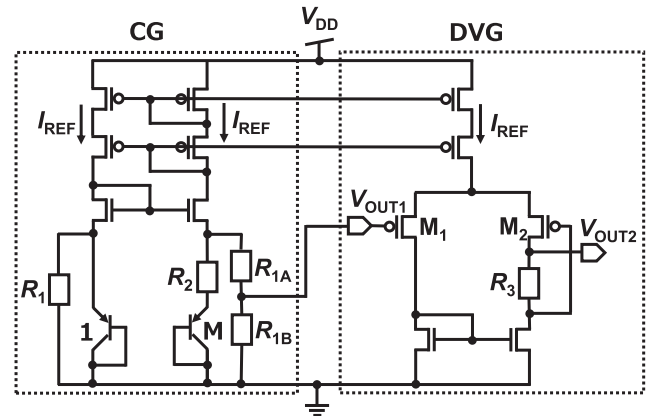 CG
V_DD
DVG
I_REF
I_REF
I_REF
V_OUT1
M_1
M_2
V_OUT2
R_1
R_2
R_1A
R_3
1
M
R_1B